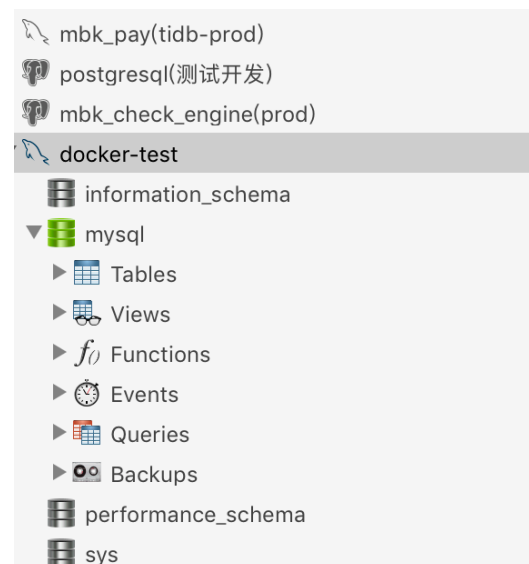 mbk_pay(tidb-prod)
postgresql(测试开发)
mbk_check_engine(prod)
docker-test
information_schema
mysql
Tables
Views
f() Functions
Events
Queries
Backups
performance_schema
sys